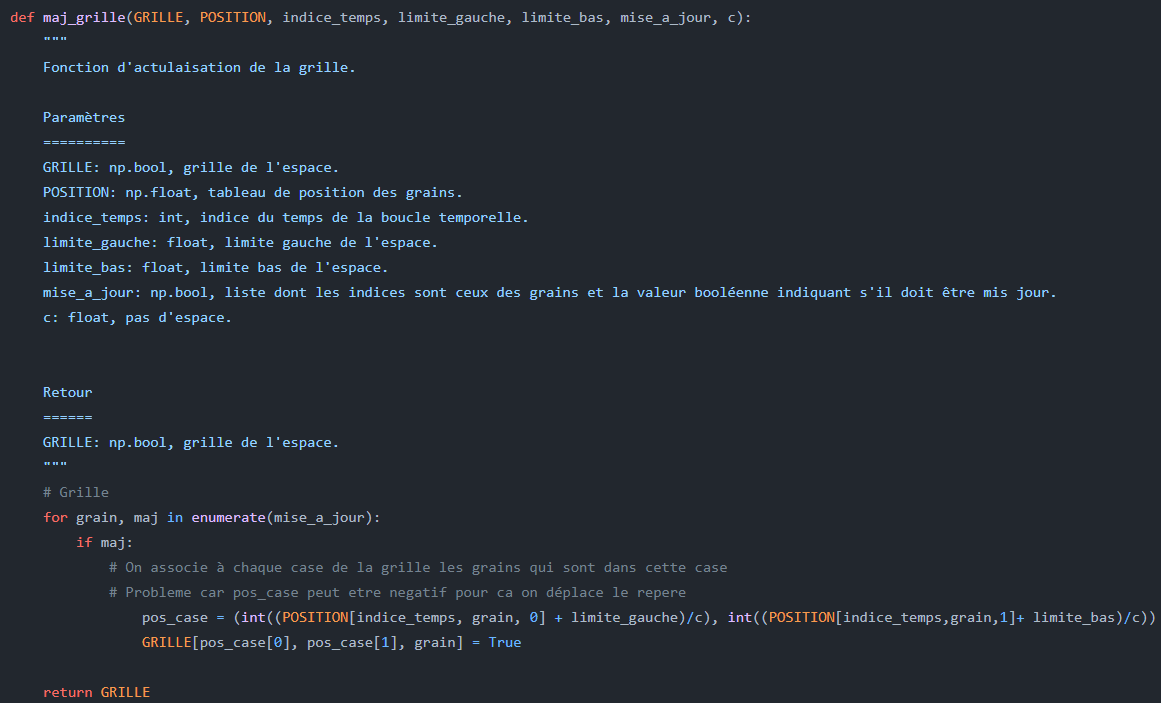 def maj_grille(GRILLE, POSITION, indice_temps, limite_gauche, limite_bas, mise_a_jour, c):
"""
Fonction d'actulaisation de la grille.
Paramètres
==========
GRILLE: np.bool, grille de l'espace.
POSITION: np.float, tableau de position des grains.
indice_temps: int, indice du temps de la boucle temporelle.
limite_gauche: float, limite gauche de l'espace.
limite_bas: float, limite bas de l'espace.
mise_a_jour: np.bool, liste dont les indices sont ceux des grains et la valeur booléenne indiquant s'il doit être mis jour.
c: float, pas d'espace.
Retour
======
GRILLE: np.bool, grille de l'espace.
"""
# Grille
for grain, maj in enumerate(mise_a_jour):
if maj:
# On associe à chaque case de la grille les grains qui sont dans cette case
# Probleme car pos_case peut etre negatif pour ca on déplace le repere
pos_case = (int((POSITION[indice_temps, grain, 0] + limite_gauche)/c), int((POSITION[indice_temps,grain,1]+ limite_bas)/c))
GRILLE[pos_case[0], pos_case[1], grain] = True
return GRILLE